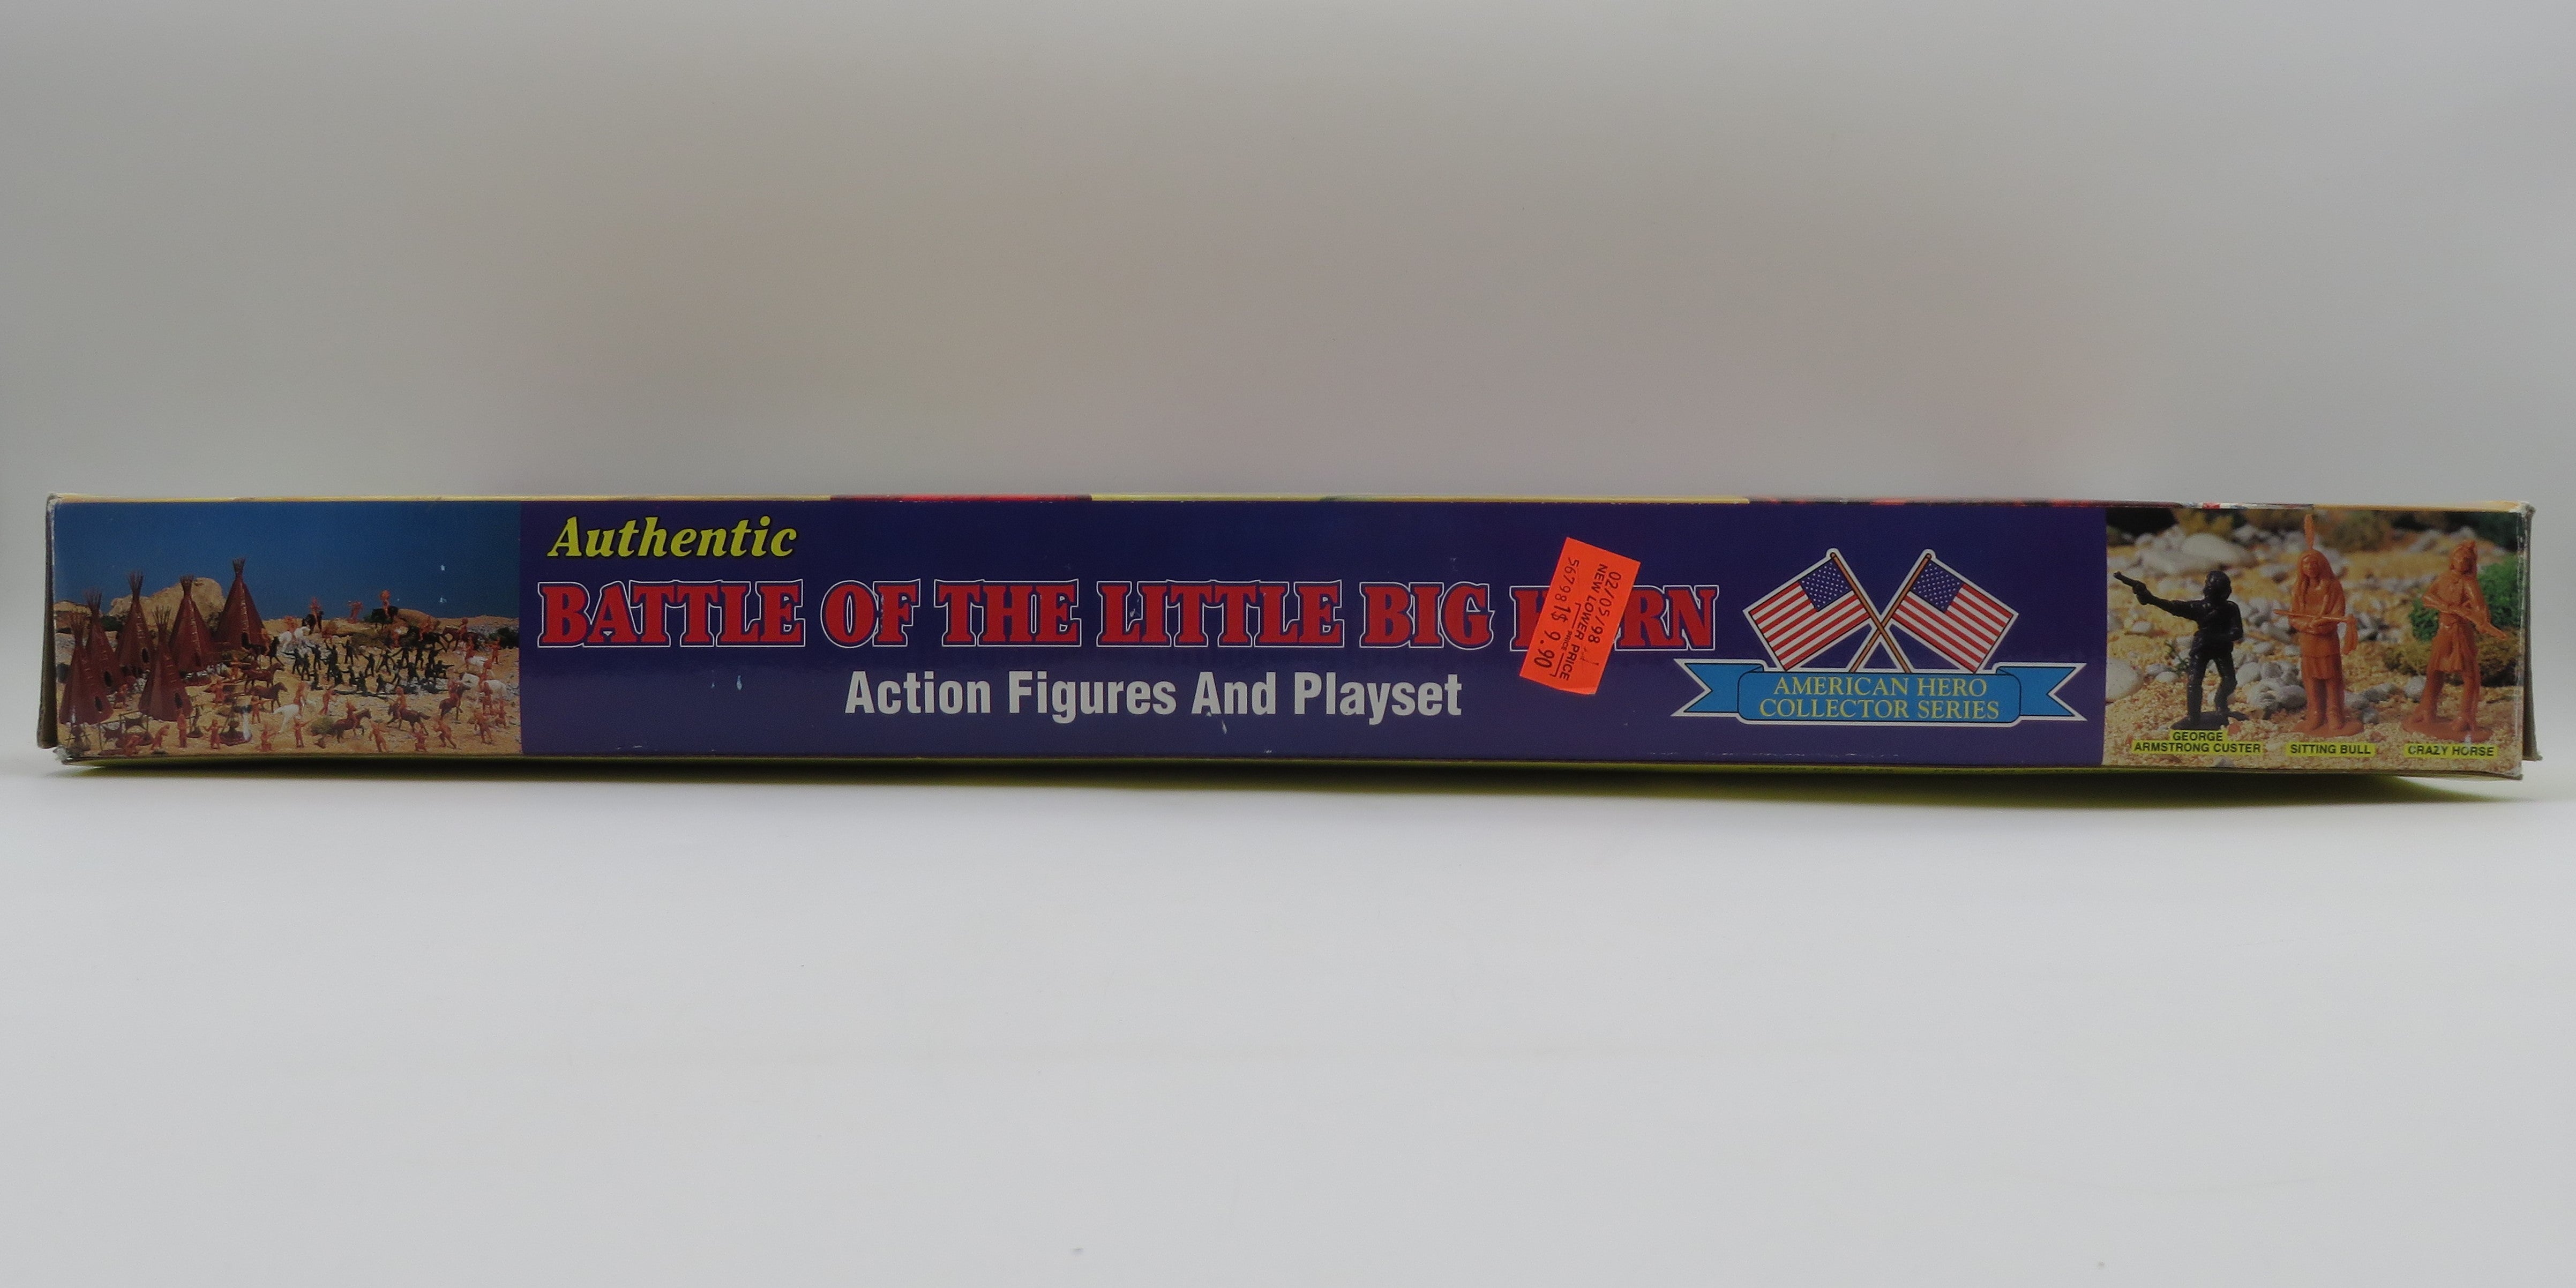 Authentic
BATTLE OF THE LITTLE BIG H RN
Action Figures And Playset
02/05/98
NEW LOWER PRICE
$ 9.90
AMERICAN HERO
COLLECTOR SERIES
GEORGE
ARMSTRONG CUSTER
SITTING BULL
CRAZY HORSE